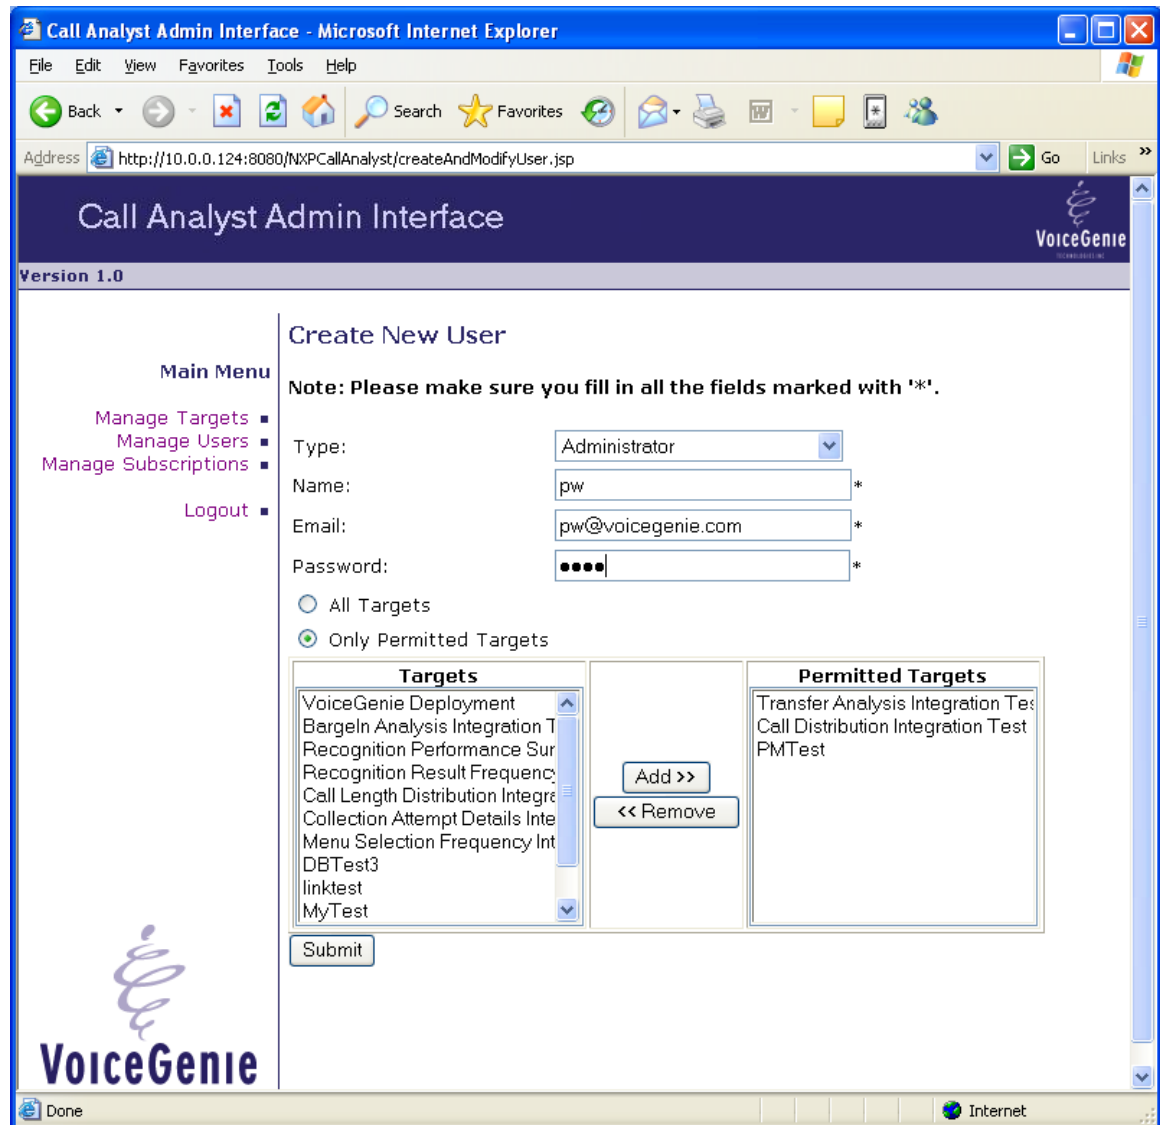 Call Analyst Admin Interface - Microsoft Internet Explorer
File Edit View Favorites Tools Help
Back Search Favorites
Address http://10.0.0.124:8080/NXPCallAnalyst/createAndModifyUser.jsp Go Links »
Call Analyst Admin Interface
VoiceGenie
Version 1.0
Main Menu
Manage Targets
Manage Users
Manage Subscriptions
Logout
Create New User
Note: Please make sure you fill in all the fields marked with '*'.
Type: Administrator
Name: pw *
Email: pw@voicegenie.com *
Password: •••• *
All Targets
Only Permitted Targets
Targets
VoiceGenie Deployment
BargeIn Analysis Integration T
Recognition Performance Sur
Recognition Result Frequency
Call Length Distribution Integra
Collection Attempt Details Inte
Menu Selection Frequency Int
DBTest3
linktest
MyTest
Add >>
<< Remove
Permitted Targets
Transfer Analysis Integration Tes
Call Distribution Integration Test
PMTest
Submit
VoiceGenie
Done Internet